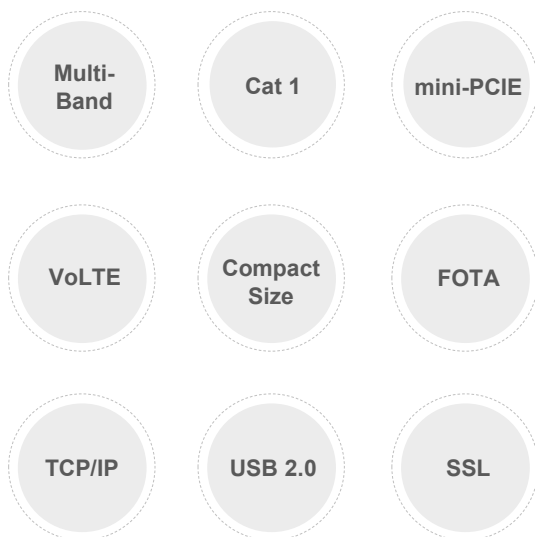 Multi-
Band
Cat 1
mini-PCIE
VoLTE
Compact
Size
FOTA
TCP/IP
USB 2.0
SSL